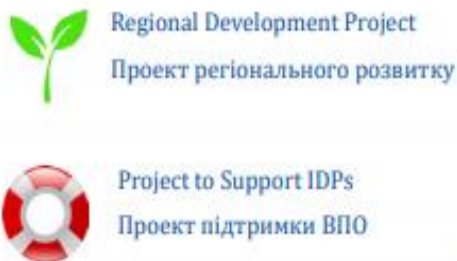 Regional Development Project
Проект регіонального розвитку
Project to Support IDPs
Проект підтримки ВПО